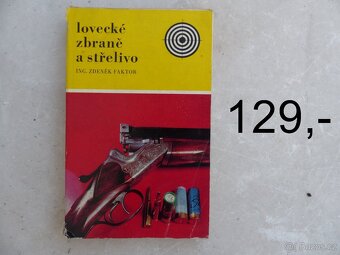 lovecké
zbraně
a střelivo
ING. ZDENĚK FAKTOR
129,-